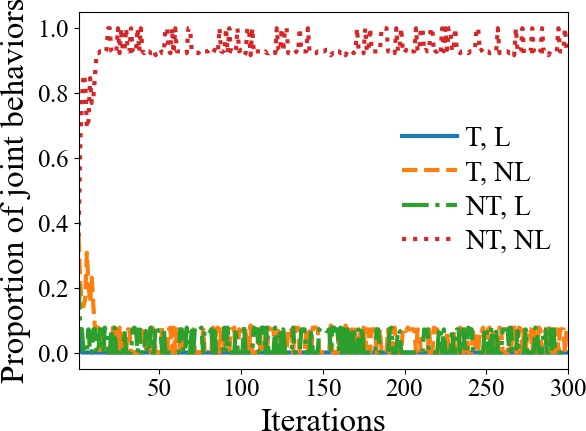 Proportion of joint behaviors
1.0
0.8
0.6
0.4
0.2
0.0
T, L
T, NL
NT, L
NT, NL
50 100 150 200 250 300
Iterations